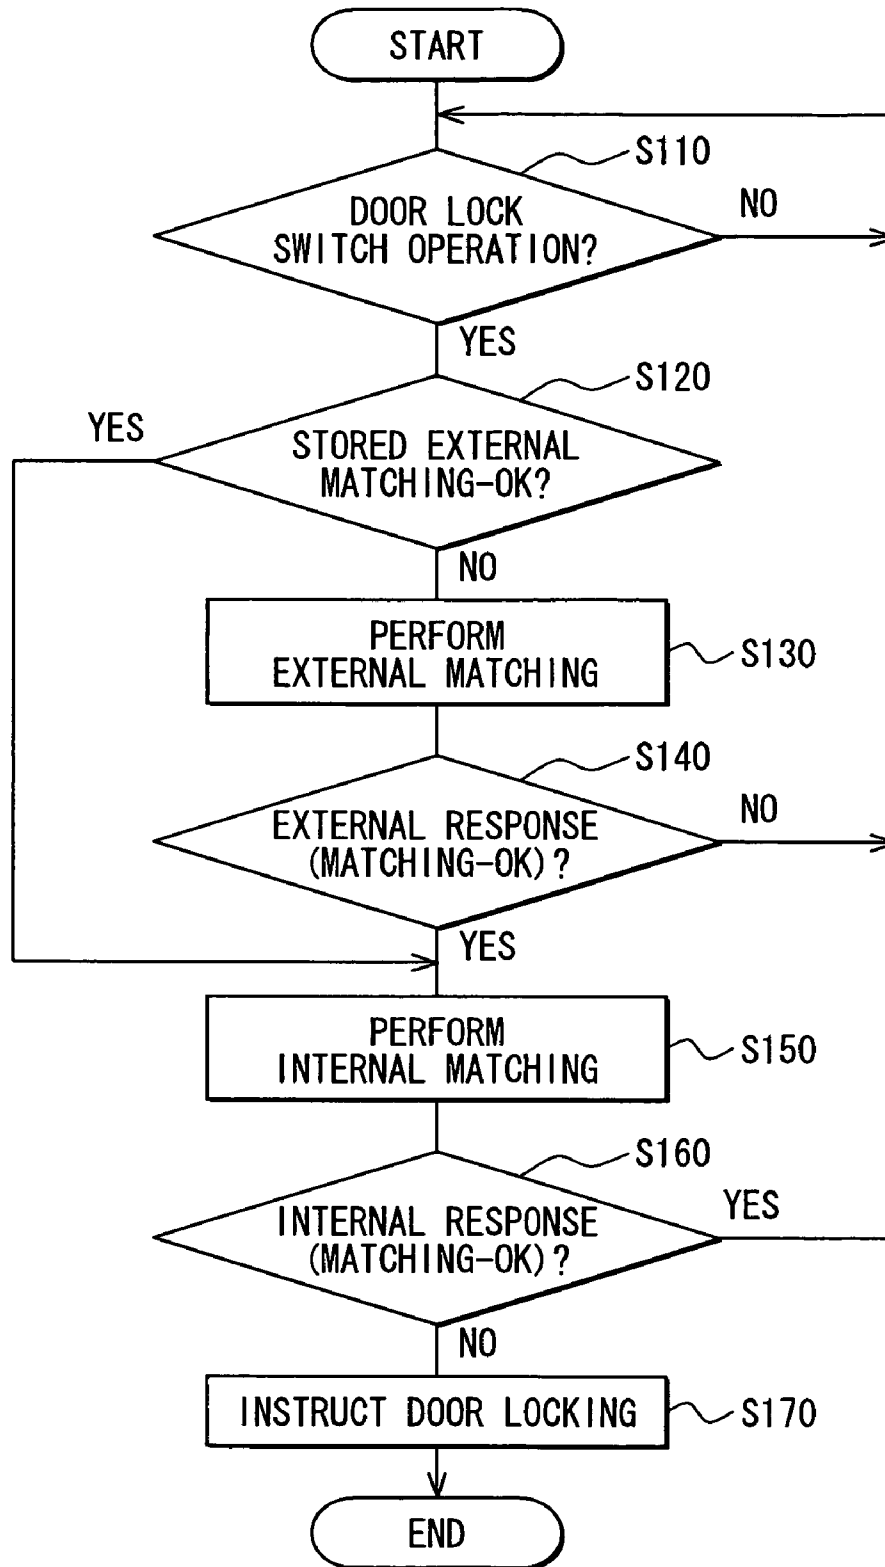 START
S110
DOOR LOCK
SWITCH OPERATION?
NO
YES
S120
YES
STORED EXTERNAL
MATCHING-OK?
NO
PERFORM
EXTERNAL MATCHING
S130
S140
EXTERNAL RESPONSE
(MATCHING-OK)?
NO
YES
PERFORM
INTERNAL MATCHING
S150
S160
INTERNAL RESPONSE
(MATCHING-OK)?
YES
NO
INSTRUCT DOOR LOCKING
S170
END